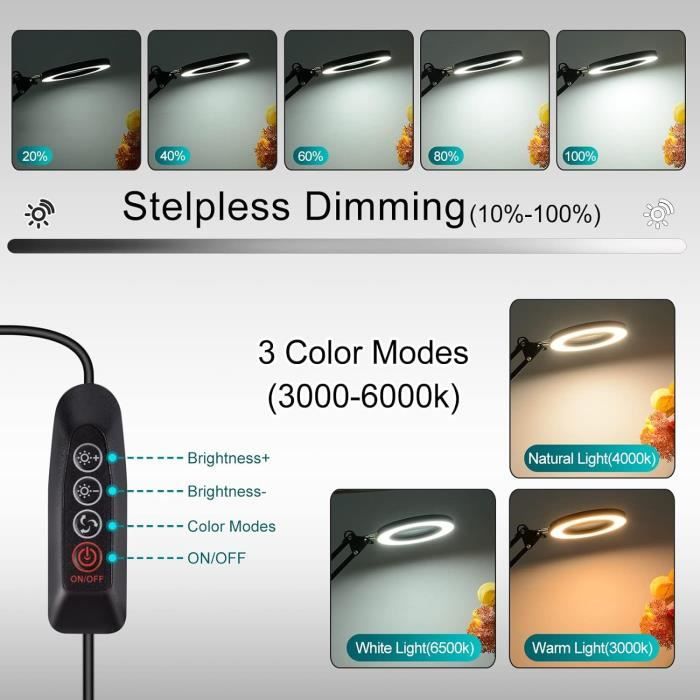 20%
40%
60%
80%
100%
Stelpless Dimming(10%-100%)
3 Color Modes
(3000-6000k)
Natural Light(4000k)
Brightness+
Brightness-
Color Modes
ON/OFF
ON/OFF
White Light(6500k)
Warm Light(3000k)